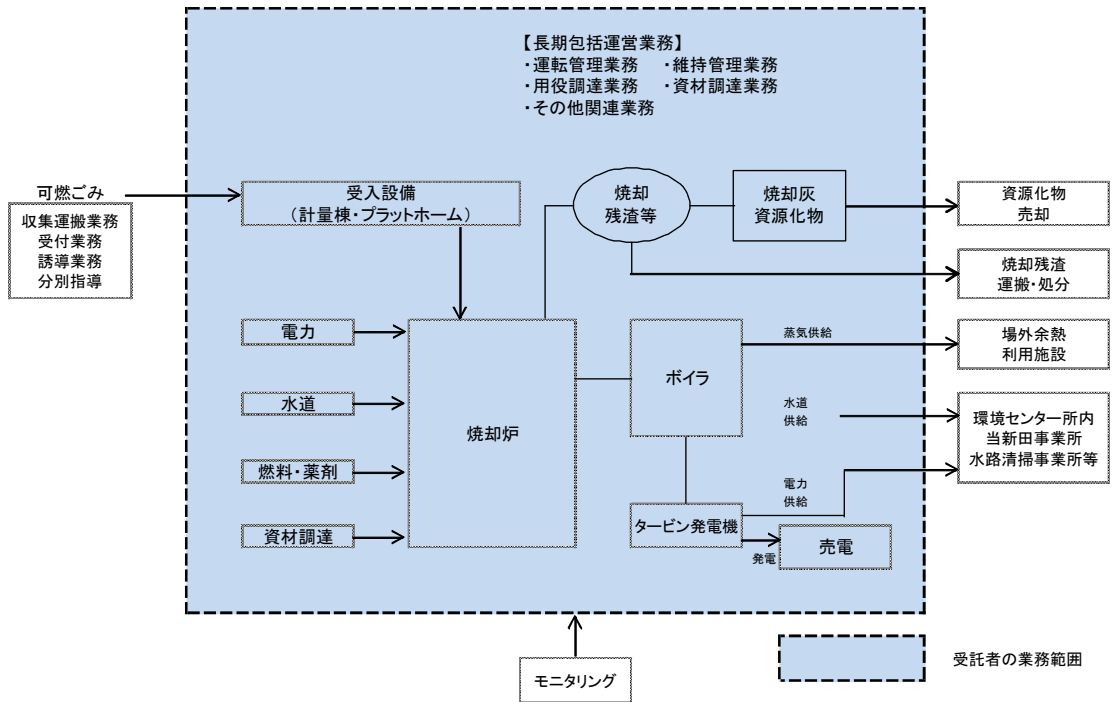 【長期包括運営業務】
・運転管理業務　・維持管理業務
・用役調達業務　・資材調達業務
・その他関連業務
可燃ごみ
収集運搬業務
受付業務
誘導業務
分別指導
受入設備
（計量棟・プラットホーム）
焼却
残渣等
焼却灰
資源化物
資源化物
売却
焼却残渣
運搬・処分
電力
水道
燃料・薬剤
資材調達
焼却炉
ボイラ
蒸気供給
場外余熱
利用施設
水道
供給
環境センター所内
当新田事業所
水路清掃事業所等
電力
供給
タービン発電機
発電
売電
モニタリング
受託者の業務範囲